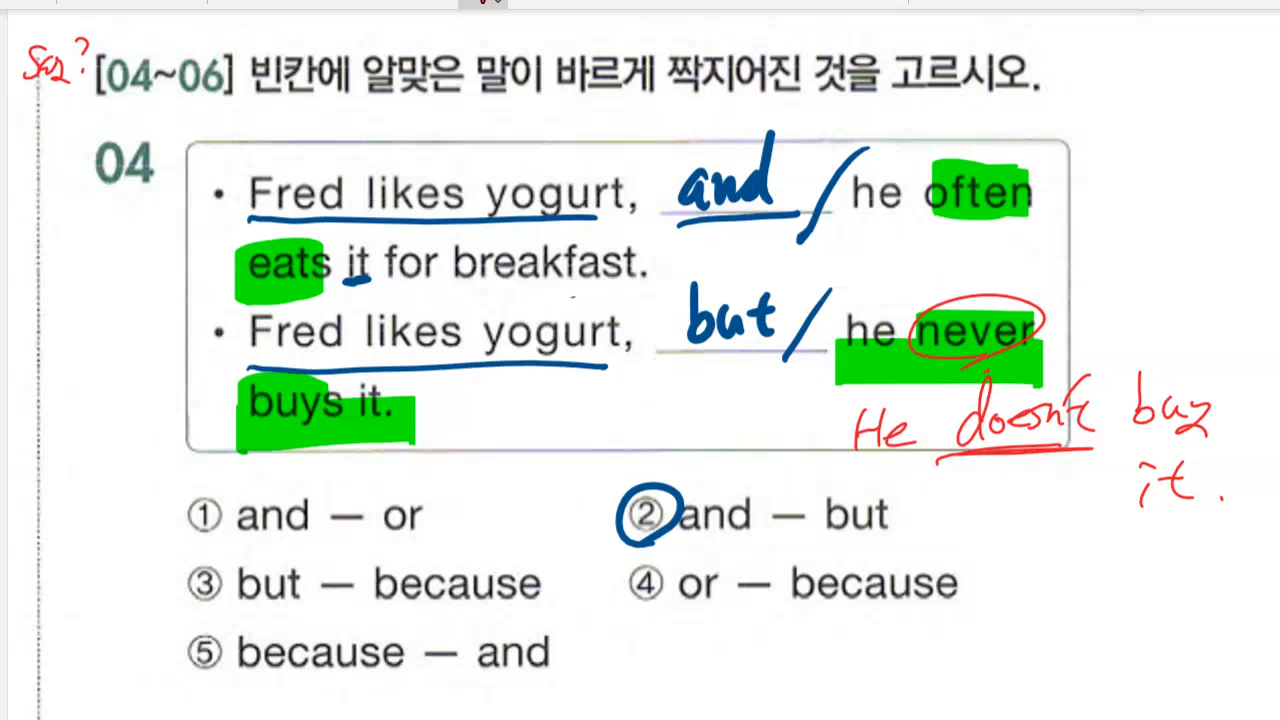 [04~06] 빈칸에 알맞은 말이 바르게 짝지어진 것을 고르시오.
04
• Fred likes yogurt, and / he often
eats it for breakfast.
• Fred likes yogurt, but / he never
buys it.
He doesn't buy
it.
① and – or ② and – but
③ but – because ④ or – because
⑤ because – and